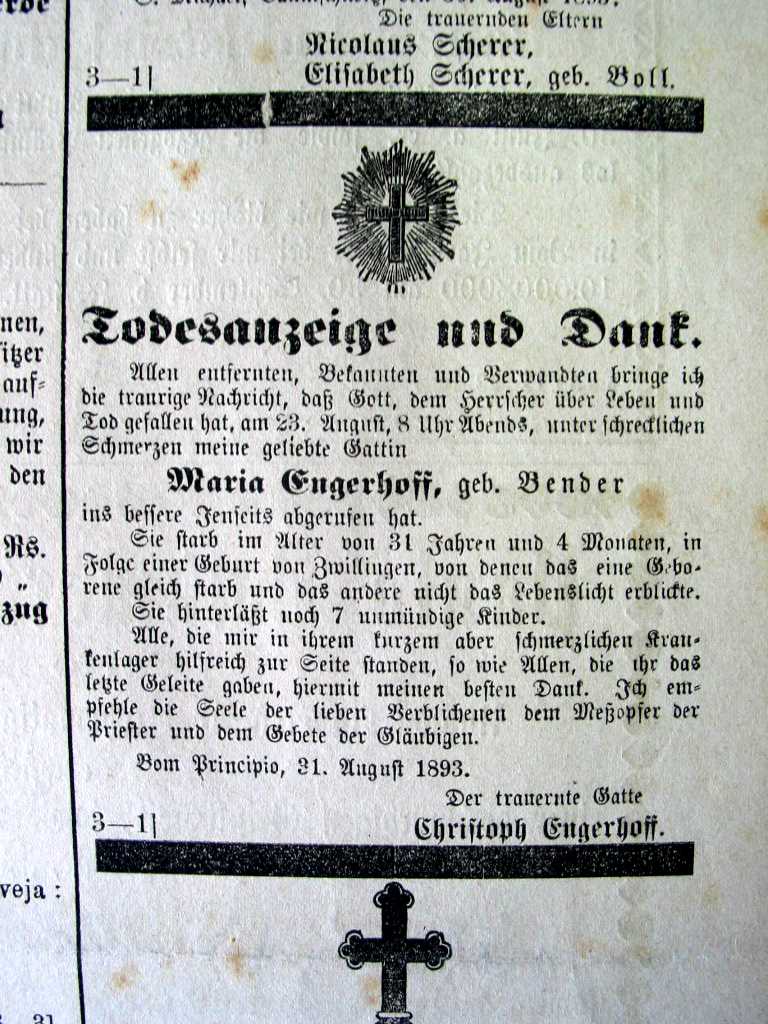 Die trauernden Eltern
Nicolaus Scherer,
3—1] Elisabeth Scherer, geb. Boll.
Todesanzeige und Dank.
Allen entfernten, Bekannten und Verwandten bringe ich
die traurige Nachricht, daß Gott, dem Herrscher über Leben und
Tod gefallen hat, am 23. August, 8 Uhr Abends, unter schrecklichen
Schmerzen meine geliebte Gattin
Maria Engerhoff, geb. Bender
ins bessere Jenseits abgerufen hat.
Sie starb im Alter von 31 Jahren und 4 Monaten, in
Folge einer Geburt von Zwillingen, von denen das eine Gebo-
rene gleich starb und das andere nicht das Lebenslicht erblickte.
Sie hinterläßt noch 7 unmündige Kinder.
Alle, die mir in ihrem kurzem aber schmerzlichen Kran-
kenlager hilfreich zur Seite standen, so wie Allen, die ihr das
letzte Geleite gaben, hiermit meinen besten Dank. Ich em-
pfehle die Seele der lieben Verblichenen dem Meßopfer der
Priester und dem Gebete der Gläubigen.
Vom Principio, 31. August 1893.
Der trauernte Gatte
3—1] Christoph Engerhoff.
nen,
itzer
auf-
ung,
wir
den
Rs.
"
zug
veja:
31